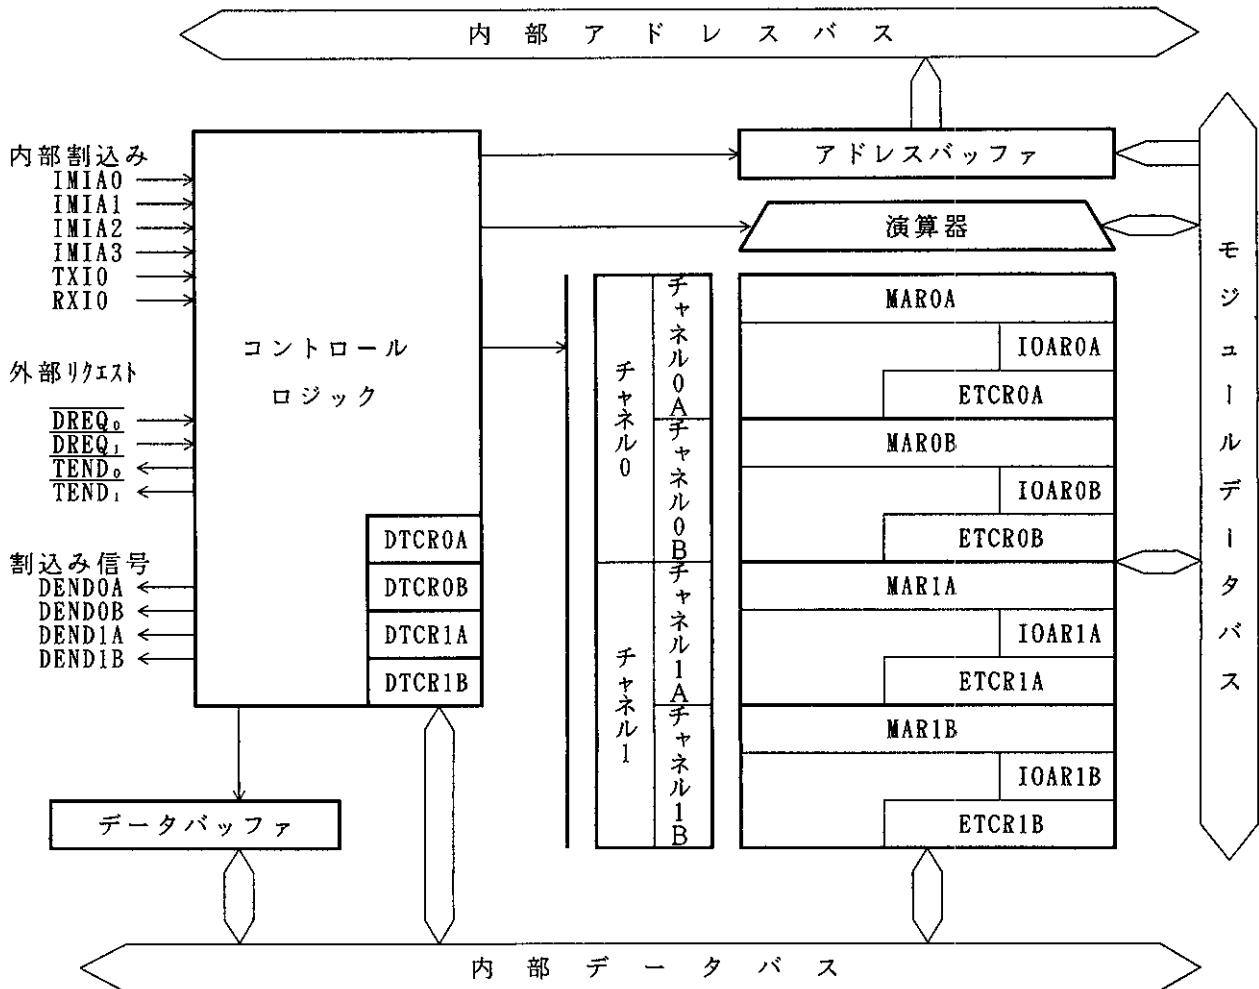 内部アドレスバス
内部割込み
IMIA0
IMIA1
IMIA2
IMIA3
TXI0
RXI0
外部リクエスト
DREQ₀
DREQ₁
TEND₀
TEND₁
割込み信号
DEND0A
DEND0B
DEND1A
DEND1B
コントロール
ロジック
DTCR0A
DTCR0B
DTCR1A
DTCR1B
データバッファ
アドレスバッファ
演算器
チャネル0
チャネル0A
チャネル0B
チャネル1
チャネル1A
チャネル1B
MAR0A
IOAR0A
ETCR0A
MAR0B
IOAR0B
ETCR0B
MAR1A
IOAR1A
ETCR1A
MAR1B
IOAR1B
ETCR1B
モジュールデータバス
内部データバス